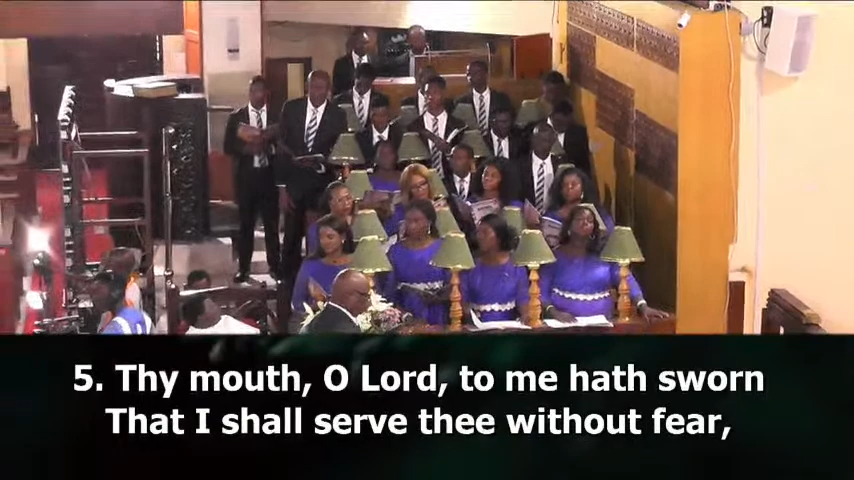 5. Thy mouth, O Lord, to me hath sworn
That I shall serve thee without fear,